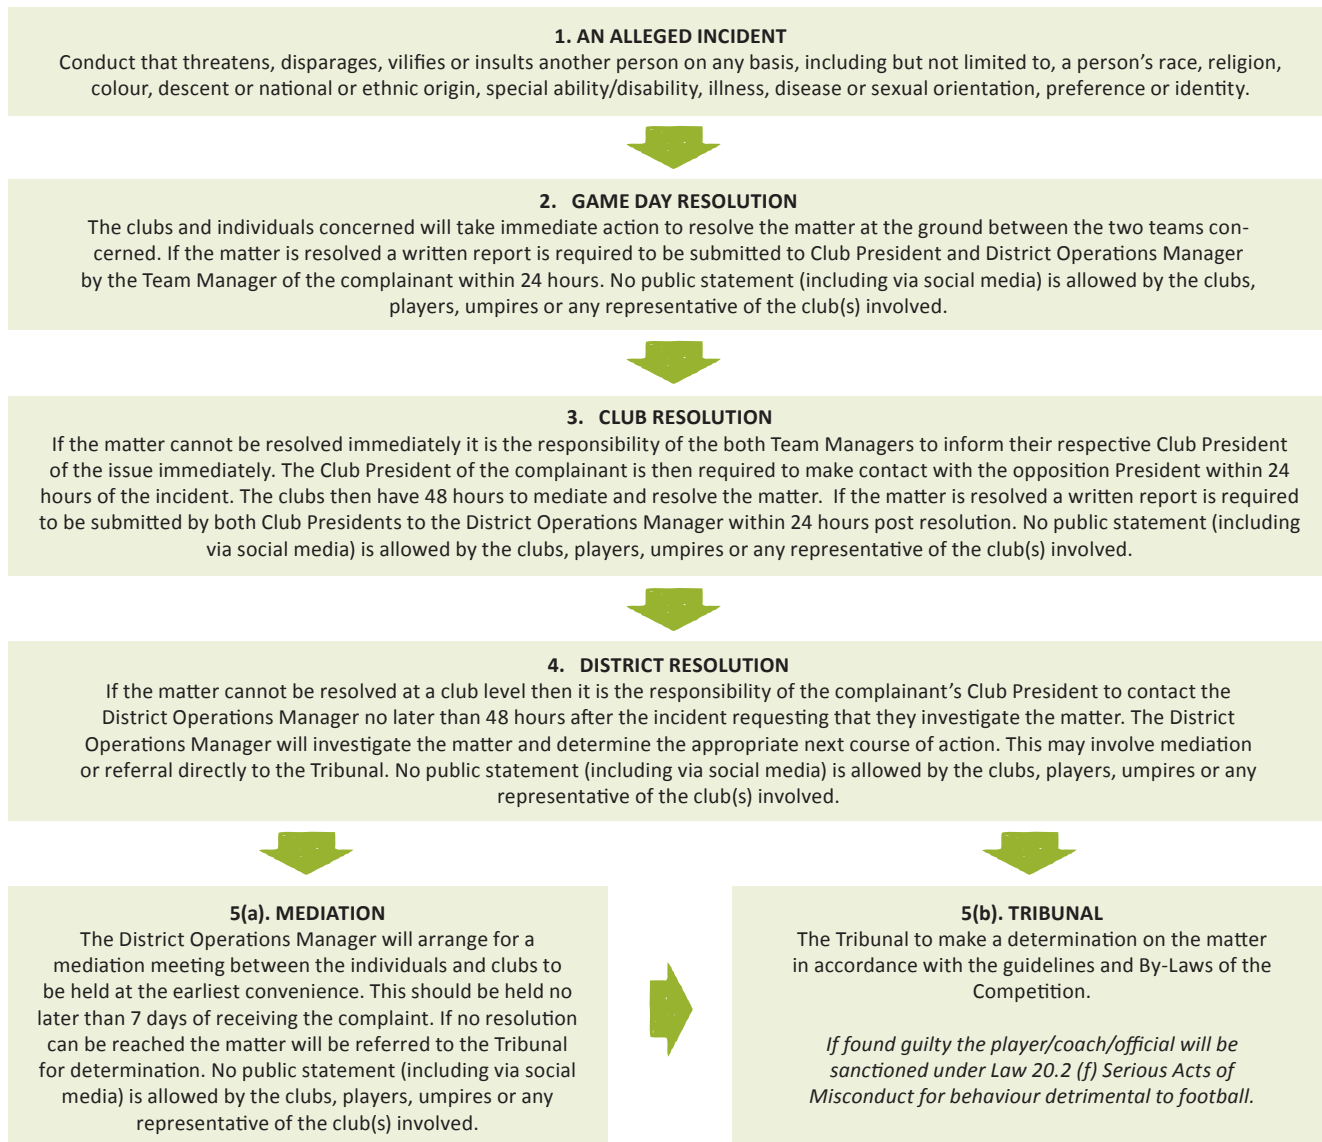 1. AN ALLEGED INCIDENT
Conduct that threatens, disparages, vilifies or insults another person on any basis, including but not limited to, a person's race, religion,
colour, descent or national or ethnic origin, special ability/disability, illness, disease or sexual orientation, preference or identity.
2. GAME DAY RESOLUTION
The clubs and individuals concerned will take immediate action to resolve the matter at the ground between the two teams con-
cerned. If the matter is resolved a written report is required to be submitted to Club President and District Operations Manager
by the Team Manager of the complainant within 24 hours. No public statement (including via social media) is allowed by the clubs,
players, umpires or any representative of the club(s) involved.
3. CLUB RESOLUTION
If the matter cannot be resolved immediately it is the responsibility of the both Team Managers to inform their respective Club President
of the issue immediately. The Club President of the complainant is then required to make contact with the opposition President within 24
hours of the incident. The clubs then have 48 hours to mediate and resolve the matter. If the matter is resolved a written report is required
to be submitted by both Club Presidents to the District Operations Manager within 24 hours post resolution. No public statement (including
via social media) is allowed by the clubs, players, umpires or any representative of the club(s) involved.
4. DISTRICT RESOLUTION
If the matter cannot be resolved at a club level then it is the responsibility of the complainant's Club President to contact the
District Operations Manager no later than 48 hours after the incident requesting that they investigate the matter. The District
Operations Manager will investigate the matter and determine the appropriate next course of action. This may involve mediation
or referral directly to the Tribunal. No public statement (including via social media) is allowed by the clubs, players, umpires or any
representative of the club(s) involved.
5(a). MEDIATION
The District Operations Manager will arrange for a
mediation meeting between the individuals and clubs to
be held at the earliest convenience. This should be held no
later than 7 days of receiving the complaint. If no resolution
can be reached the matter will be referred to the Tribunal
for determination. No public statement (including via social
media) is allowed by the clubs, players, umpires or any
representative of the club(s) involved.
5(b). TRIBUNAL
The Tribunal to make a determination on the matter
in accordance with the guidelines and By-Laws of the
Competition.
If found guilty the player/coach/official will be
sanctioned under Law 20.2 (f) Serious Acts of
Misconduct for behaviour detrimental to football.